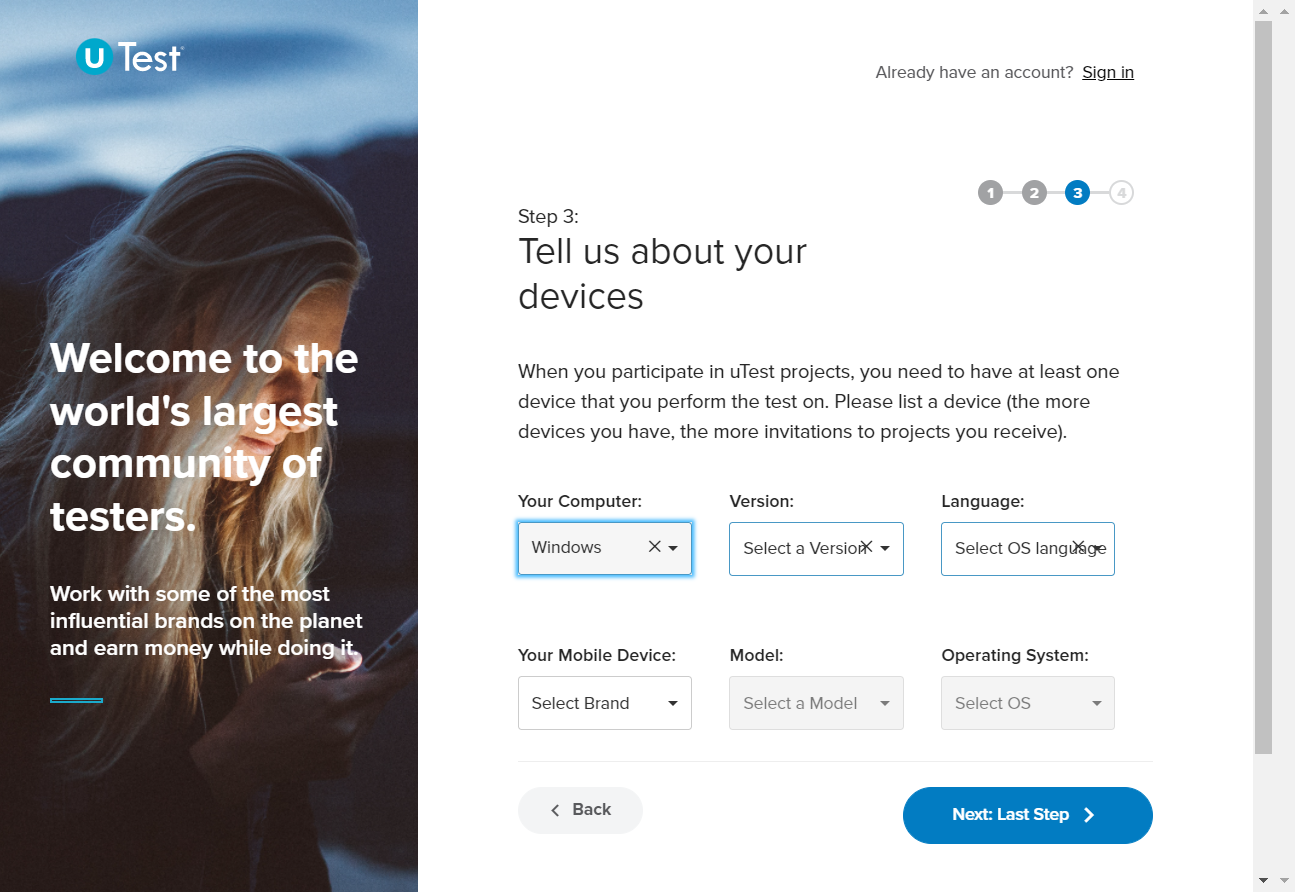 U Test
Already have an account? Sign in
1 2 3 4
Step 3:
Tell us about your
devices
Welcome to the
world's largest
community of
testers.
Work with some of the most
influential brands on the planet
and earn money while doing it.
When you participate in uTest projects, you need to have at least one
device that you perform the test on. Please list a device (the more
devices you have, the more invitations to projects you receive).
Your Computer: Version: Language:
Windows Select a Version Select OS language
Your Mobile Device: Model: Operating System:
Select Brand Select a Model Select OS
Back Next: Last Step